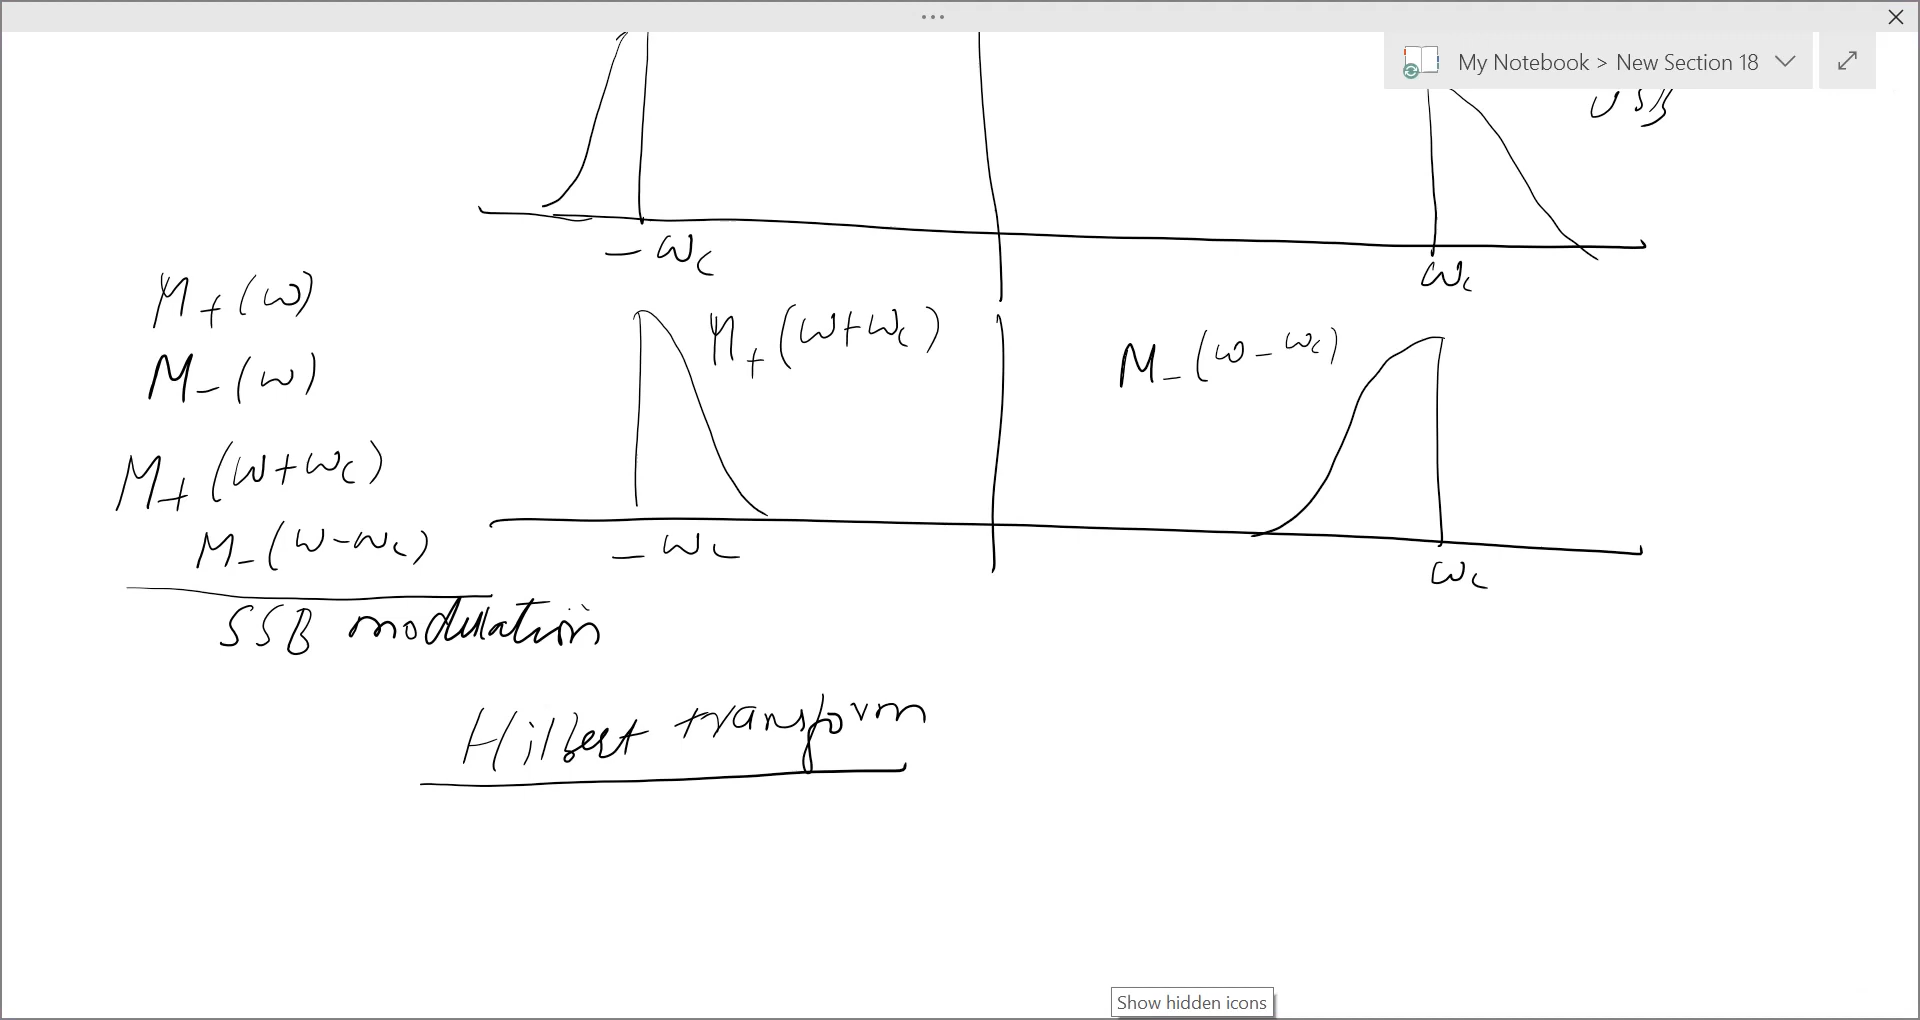 ...
My Notebook > New Section 18
USB
- ωc
ωc
M+(ω)
M+(ω+ωc)
M-(ω-ωc)
M-(ω)
M+(ω+ωc)
M-(ω-ωc)
- ωc
ωc
SSB modulation
Hilbert transform
Show hidden icons